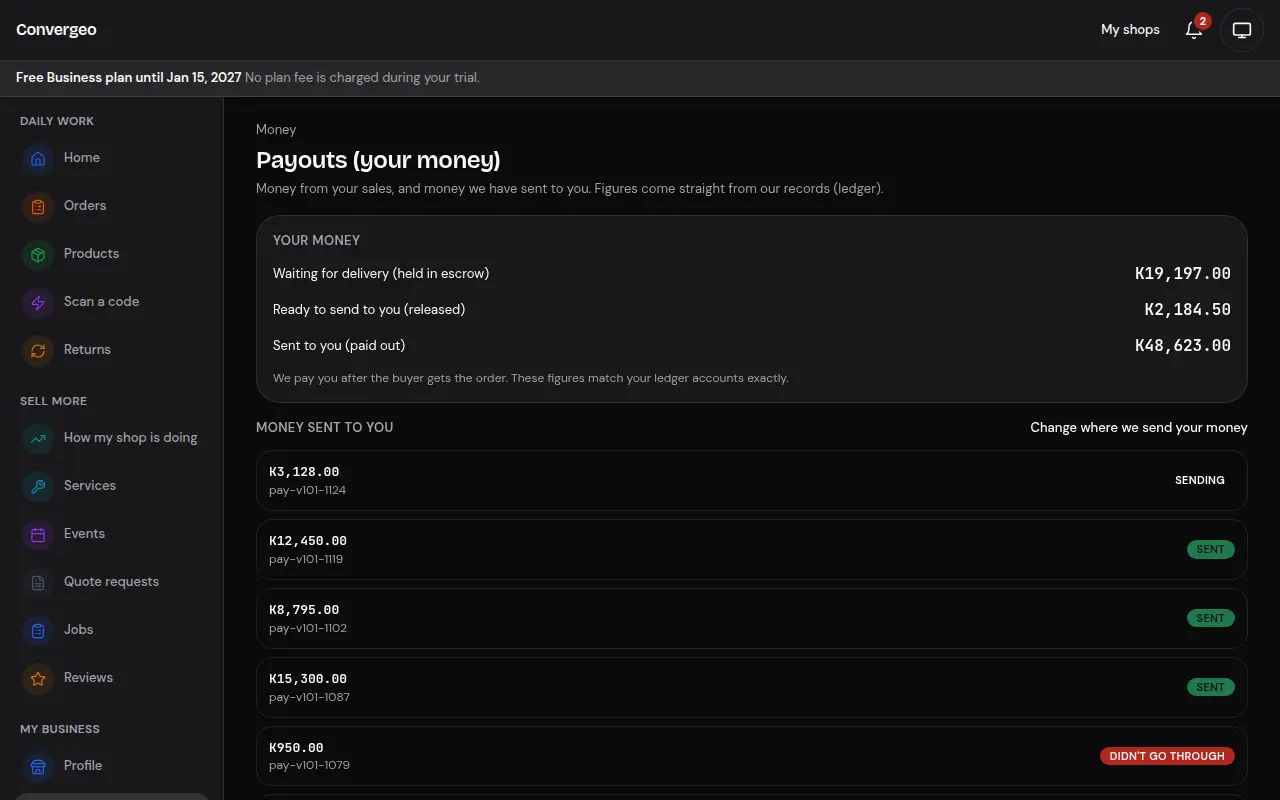 Convergeo
My shops
2
Free Business plan until Jan 15, 2027 No plan fee is charged during your trial.
DAILY WORK
Home
Orders
Products
Scan a code
Returns
SELL MORE
How my shop is doing
Services
Events
Quote requests
Jobs
Reviews
MY BUSINESS
Profile
Money
Payouts (your money)
Money from your sales, and money we have sent to you. Figures come straight from our records (ledger).
YOUR MONEY
Waiting for delivery (held in escrow) K19,197.00
Ready to send to you (released) K2,184.50
Sent to you (paid out) K48,623.00
We pay you after the buyer gets the order. These figures match your ledger accounts exactly.
MONEY SENT TO YOU
Change where we send your money
K3,128.00
pay-v101-1124
SENDING
K12,450.00
pay-v101-1119
SENT
K8,795.00
pay-v101-1102
SENT
K15,300.00
pay-v101-1087
SENT
K950.00
pay-v101-1079
DIDN'T GO THROUGH